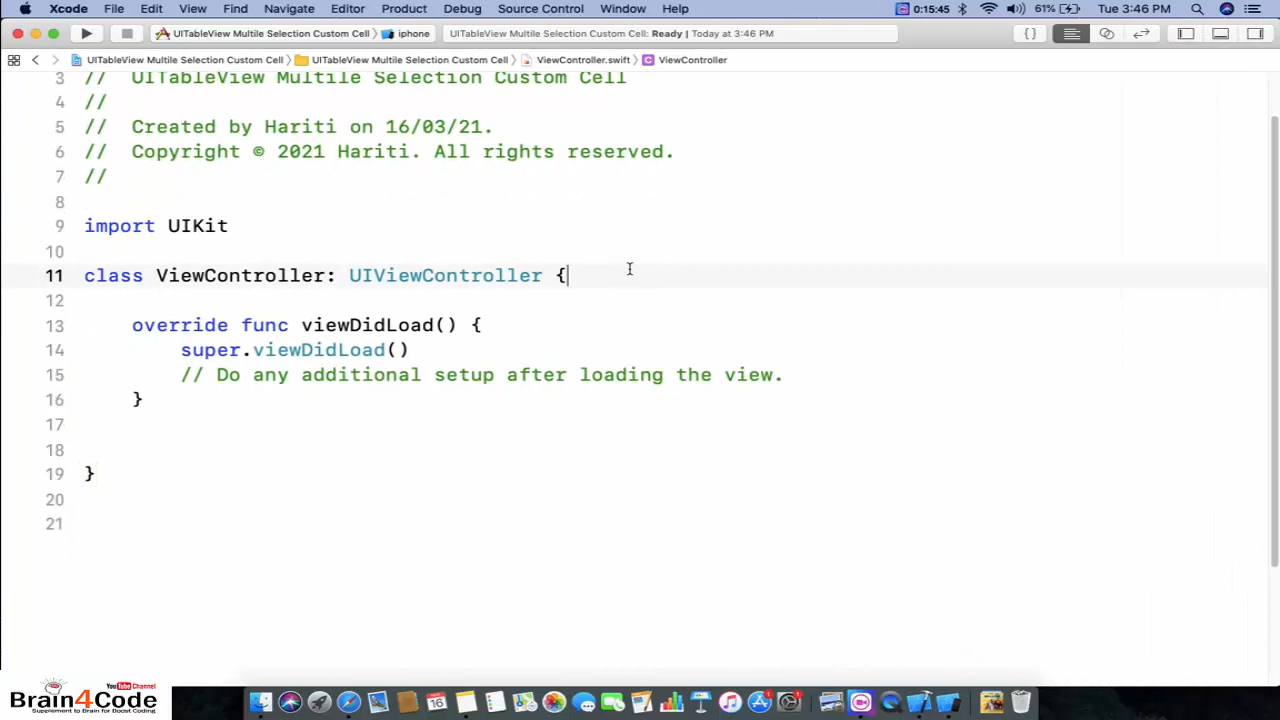 Xcode File Edit View Find Navigate Editor Product Debug Source Control Window Help 0:15:45 61% Tue 3:46 PM
UITableView Multile Selection Custom Cell iphone UITableView Multile Selection Custom Cell: Ready | Today at 3:46 PM
UITableView Multile Selection Custom Cell UITableView Multile Selection Custom Cell ViewController.swift ViewController
3 // UITableView Multile Selection Custom Cell
4 //
5 // Created by Hariti on 16/03/21.
6 // Copyright © 2021 Hariti. All rights reserved.
7 //
8
9 import UIKit
10
11 class ViewController: UIViewController {
12
13 override func viewDidLoad() {
14 super.viewDidLoad()
15 // Do any additional setup after loading the view.
16 }
17
18
19 }
20
21
YouTube Channel
Brain4Code
Supplement to Brain for Boost Coding
16